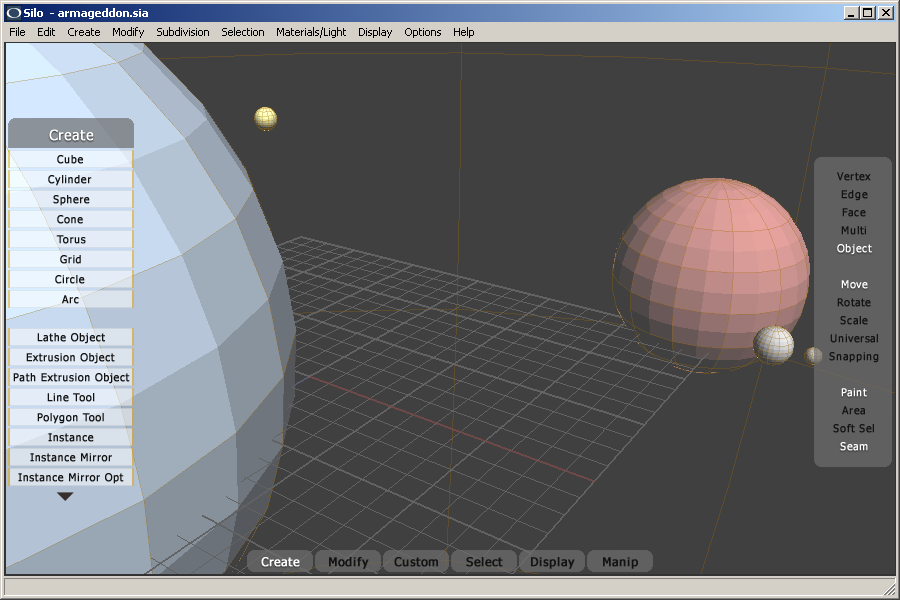 Silo - armageddon.sia
File Edit Create Modify Subdivision Selection Materials/Light Display Options Help
Create
Cube
Cylinder
Sphere
Cone
Torus
Grid
Circle
Arc
Lathe Object
Extrusion Object
Path Extrusion Object
Line Tool
Polygon Tool
Instance
Instance Mirror
Instance Mirror Opt
Vertex
Edge
Face
Multi
Object
Move
Rotate
Scale
Universal
Snapping
Paint
Area
Soft Sel
Seam
Create Modify Custom Select Display Manip